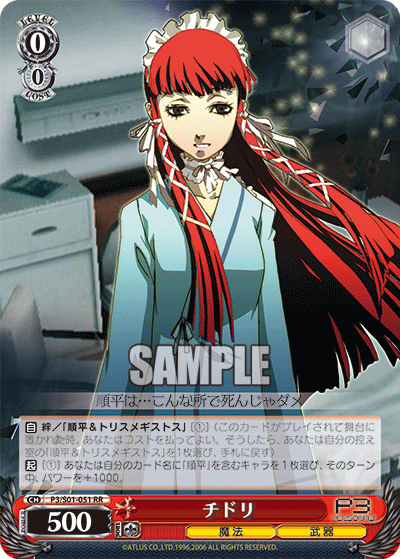 LEVEL
0
0
COST
SAMPLE
順平は…こんな所で死んじゃダメ
自 絆／「順平＆トリスメギストス」［(1)］（このカードがプレイされて舞台に
置かれた時、あなたはコストを払ってよい。そうしたら、あなたは自分の控え
室の「順平＆トリスメギストス」を1枚選び、手札に戻す）
起［(1)］あなたは自分のカード名に「順平」を含むキャラを1枚選び、そのターン
中、パワーを＋1000。
CH P3/S01-051 RR
500
チドリ
P3
魔法 武器
©ATLUS CO.,LTD.1996,2006 ALL RIGHTS RESERVED.